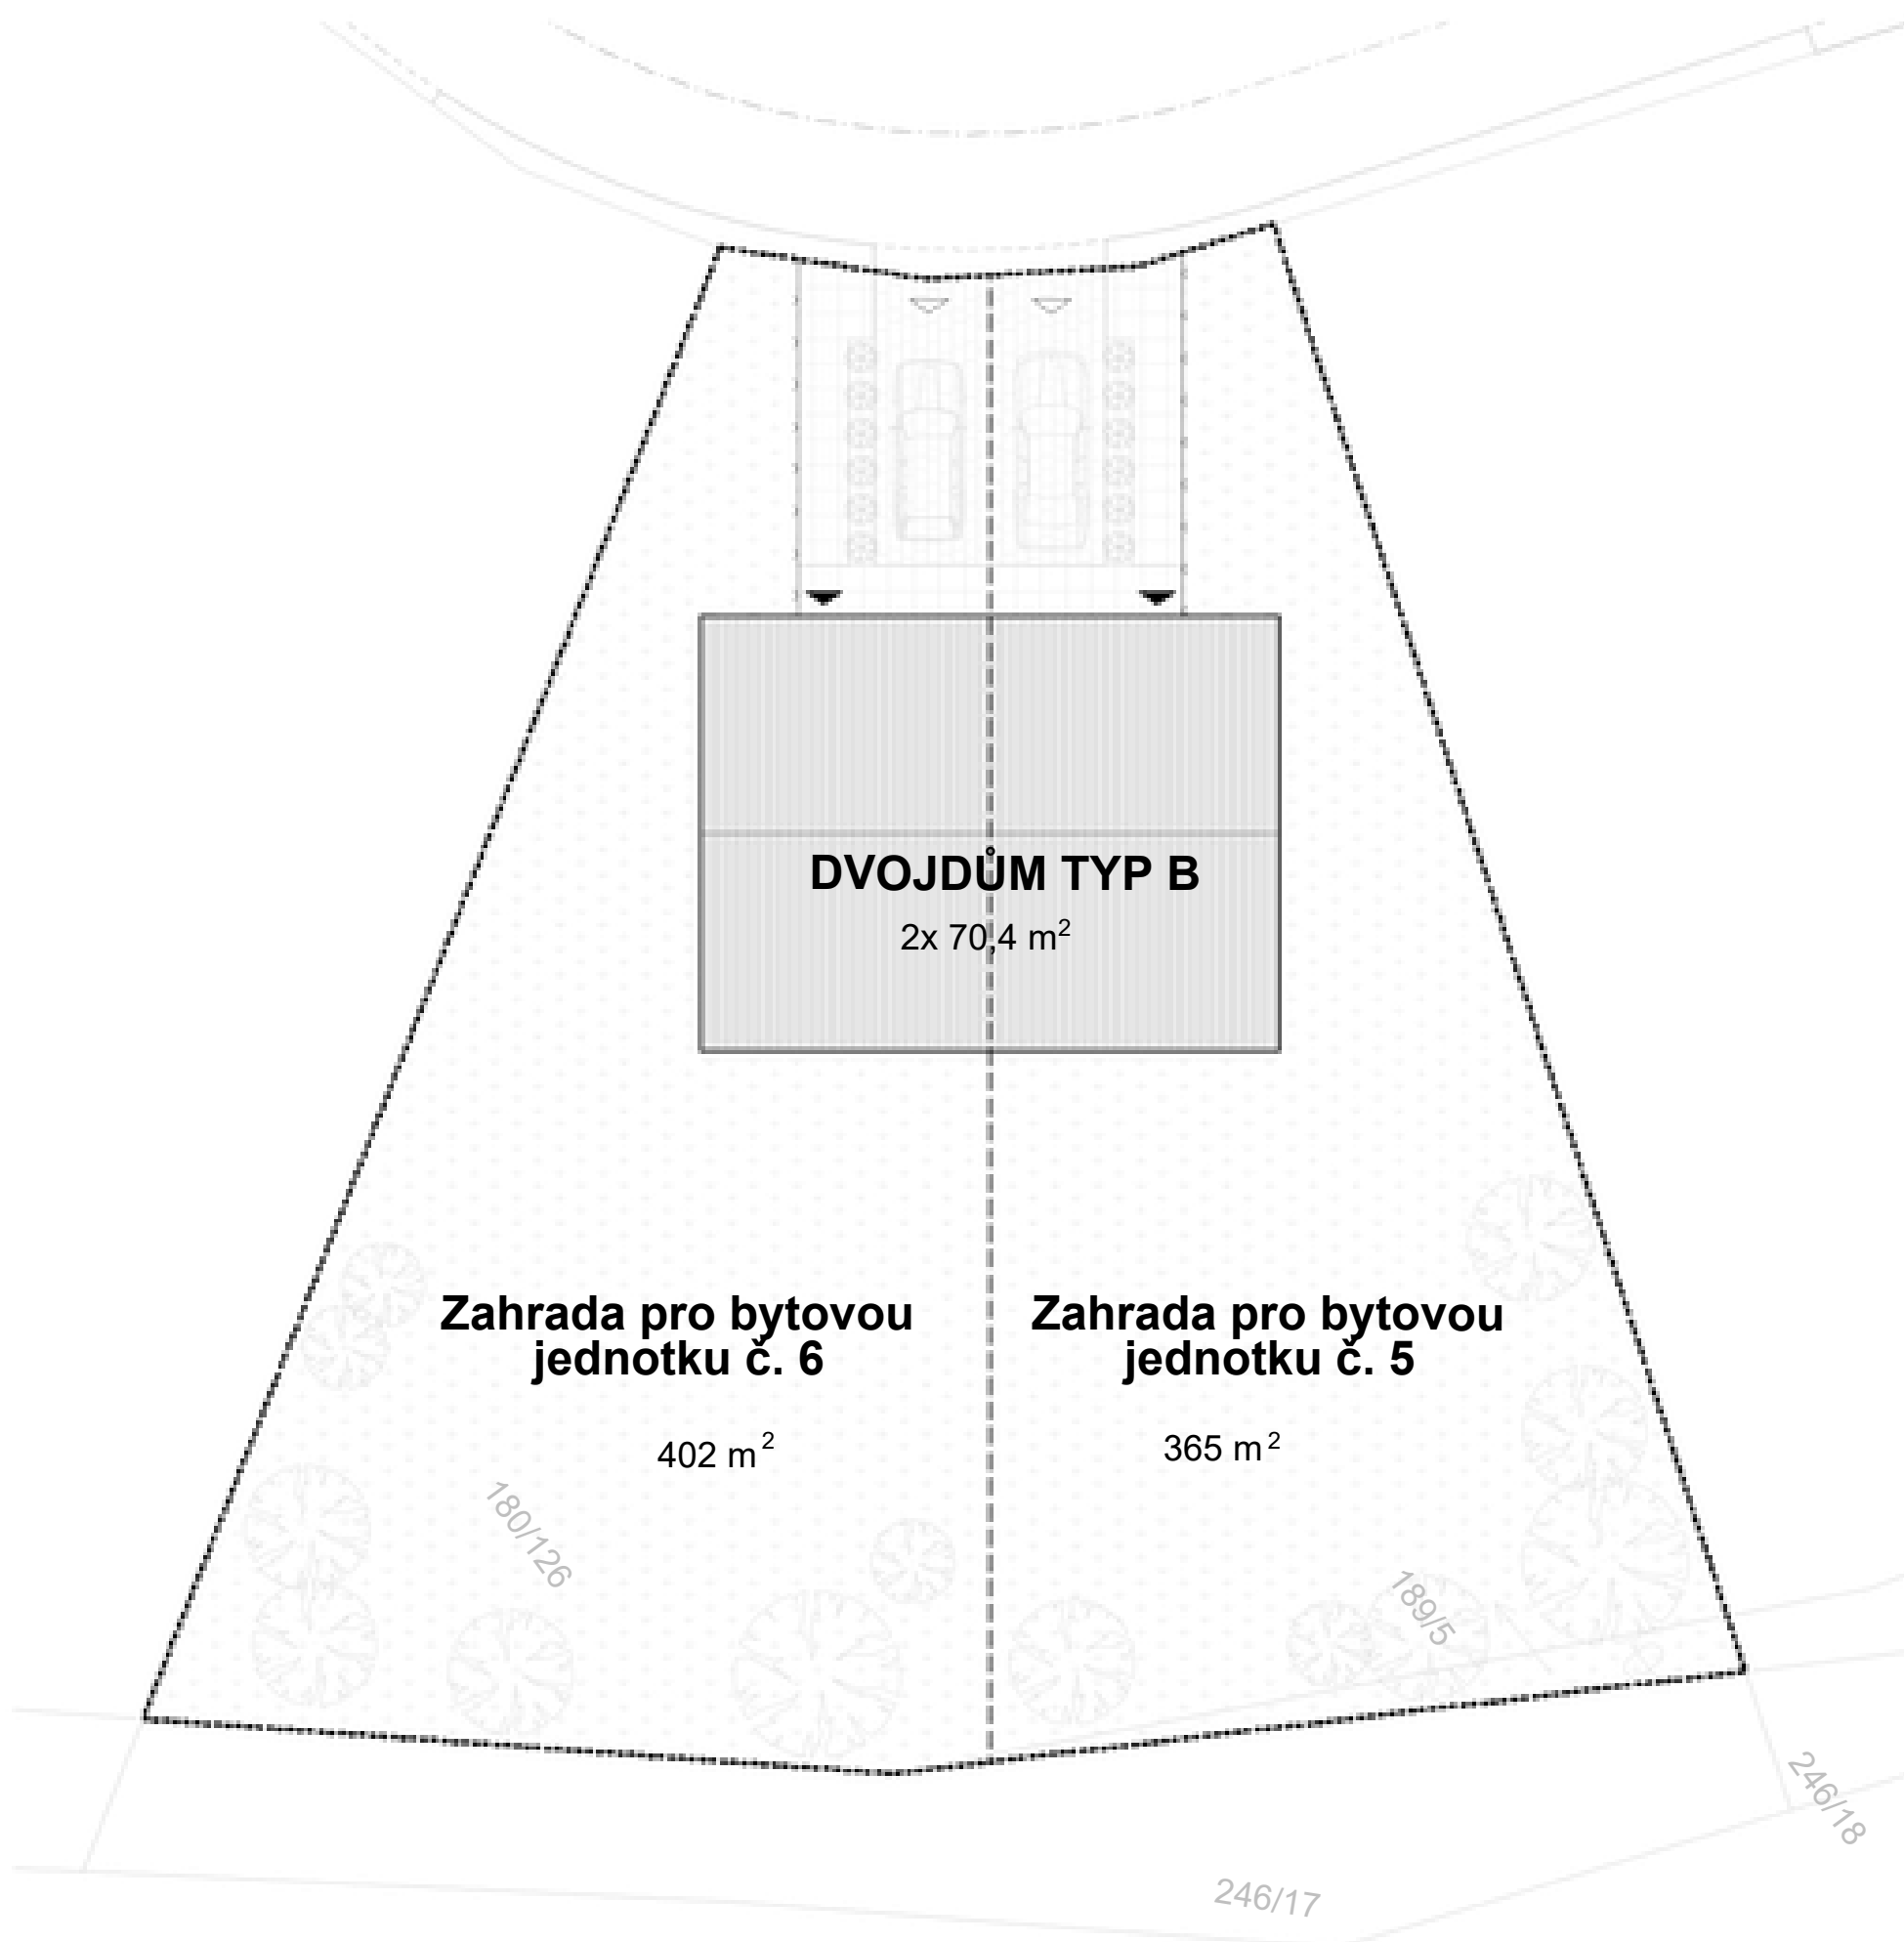 DVOJDŮM TYP B
2x 70,4 m²
Zahrada pro bytovou
jednotku č. 6
402 m²
Zahrada pro bytovou
jednotku č. 5
365 m²
180/126
189/5
246/18
246/17